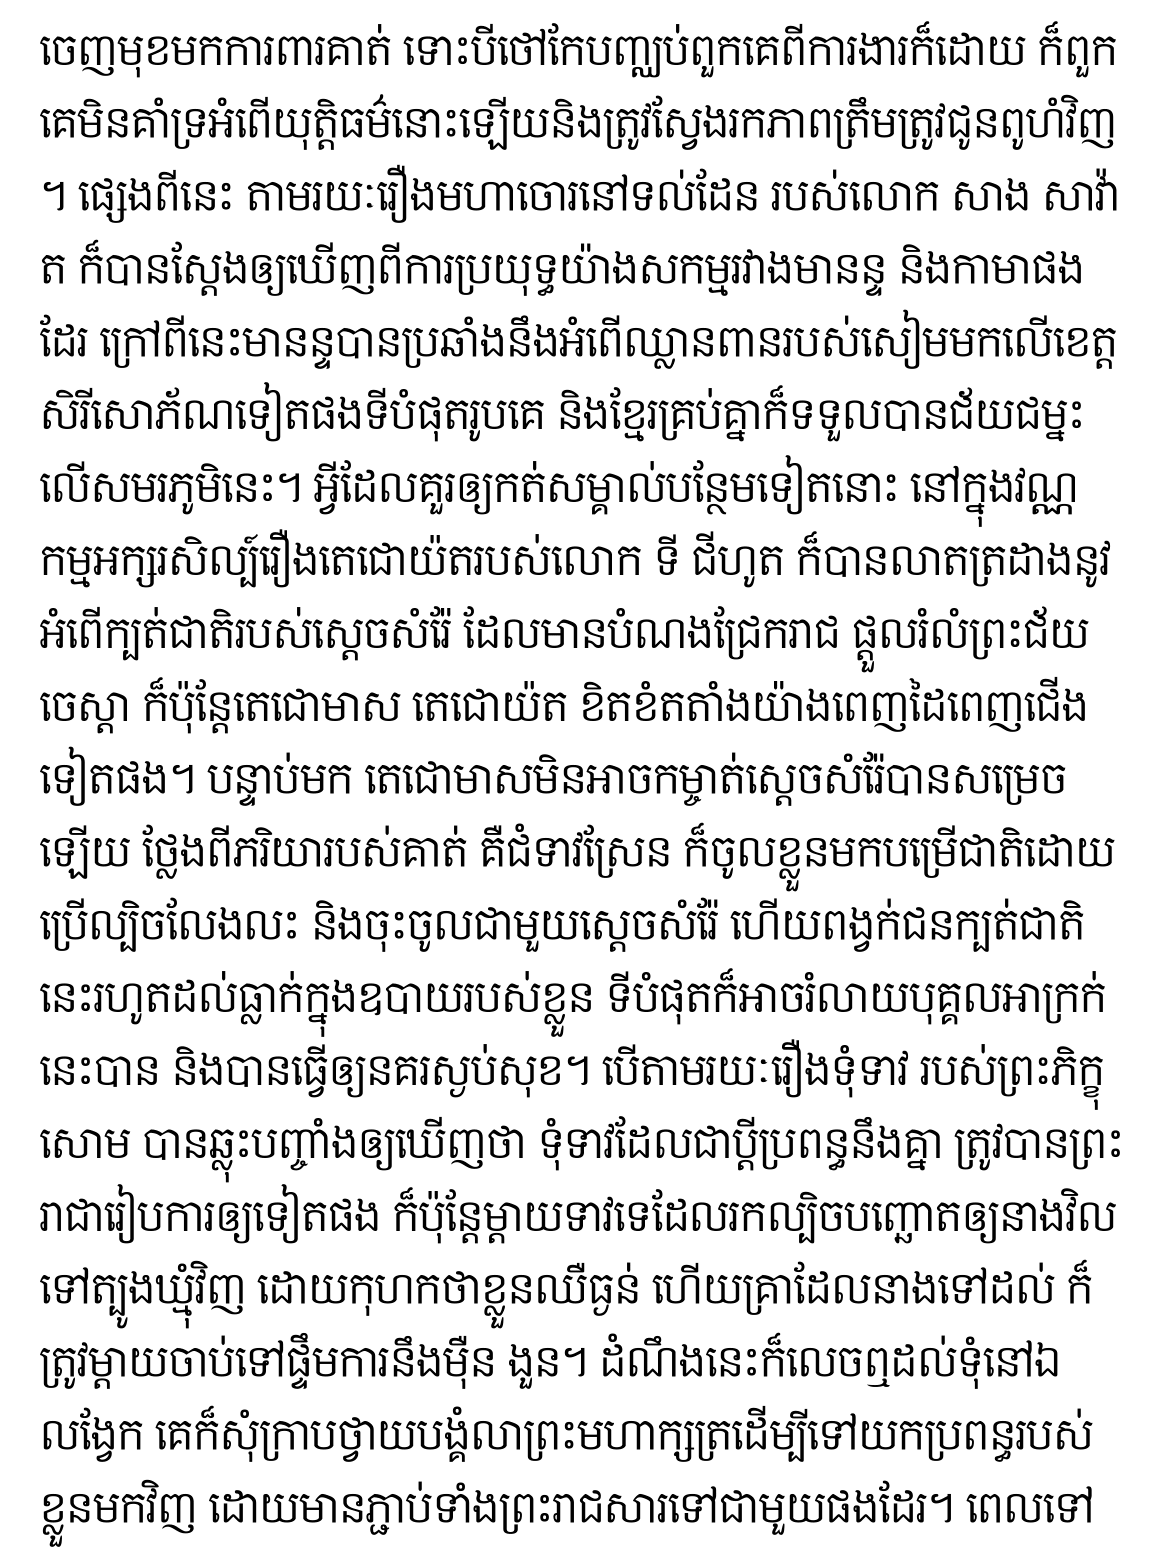 ចេញមុខមកការពារគាត់ ទោះបីថៅកែបញ្ឈប់ពួកគេពីការងារក៏ដោយ ក៏ពួក
គេមិនគាំទ្រអំពើយុត្តិធម៌នោះឡើយនិងត្រូវស្វែងរកភាពត្រឹមត្រូវជូនពូហំវិញ
។ ផ្សេងពីនេះ តាមរយៈរឿងមហាចោរនៅទល់ដែន របស់លោក សាង សាវ៉ា
ត ក៏បានស្តែងឲ្យឃើញពីការប្រយុទ្ធយ៉ាងសកម្មរវាងមានន្ទ និងកាមាផង
ដែរ ក្រៅពីនេះមានន្ទបានប្រឆាំងនឹងអំពើឈ្លានពានរបស់សៀមមកលើខេត្ត
សិរីសោភ័ណទៀតផងទីបំផុតរូបគេ និងខ្មែរគ្រប់គ្នាក៏ទទួលបានជ័យជម្នះ
លើសមរភូមិនេះ។ អ្វីដែលគួរឲ្យកត់សម្គាល់បន្ថែមទៀតនោះ នៅក្នុងវណ្ណ
កម្មអក្សរសិល្ប៍រឿងតេជោយ៉តរបស់លោក ទី ជីហូត ក៏បានលាតត្រដាងនូវ
អំពើក្បត់ជាតិរបស់ស្តេចសំរ៉ែ ដែលមានបំណងជ្រែករាជ ផ្តួលរំលំព្រះជ័យ
ចេស្តា ក៏ប៉ុន្តែតេជោមាស តេជោយ៉ត ខិតខំតតាំងយ៉ាងពេញដៃពេញជើង
ទៀតផង។ បន្ទាប់មក តេជោមាសមិនអាចកម្ចាត់ស្តេចសំរ៉ែបានសម្រេច
ឡើយ ថ្លែងពីភរិយារបស់គាត់ គឺជំទាវស្រែន ក៏ចូលខ្លួនមកបម្រើជាតិដោយ
ប្រើល្បិចលែងលះ និងចុះចូលជាមួយស្តេចសំរ៉ែ ហើយពង្វក់ជនក្បត់ជាតិ
នេះរហូតដល់ធ្លាក់ក្នុងឧបាយរបស់ខ្លួន ទីបំផុតក៏អាចរំលាយបុគ្គលអាក្រក់
នេះបាន និងបានធ្វើឲ្យនគរស្ងប់សុខ។ បើតាមរយៈរឿងទុំទាវ របស់ព្រះភិក្ខុ
សោម បានឆ្លុះបញ្ចាំងឲ្យឃើញថា ទុំទាវដែលជាប្តីប្រពន្ធនឹងគ្នា ត្រូវបានព្រះ
រាជារៀបការឲ្យទៀតផង ក៏ប៉ុន្តែម្តាយទាវទេដែលរកល្បិចបញ្ឆោតឲ្យនាងវិល
ទៅត្បូងឃ្មុំវិញ ដោយកុហកថាខ្លួនឈឺធ្ងន់ ហើយគ្រាដែលនាងទៅដល់ ក៏
ត្រូវម្តាយចាប់ទៅផ្ទឹមការនឹងម៉ឺន ងួន។ ដំណឹងនេះក៏លេចឮដល់ទុំនៅឯ
លង្វែក គេក៏សុំក្រាបថ្វាយបង្គំលាព្រះមហាក្សត្រដើម្បីទៅយកប្រពន្ធរបស់
ខ្លួនមកវិញ ដោយមានភ្ជាប់ទាំងព្រះរាជសារទៅជាមួយផងដែរ។ ពេលទៅ